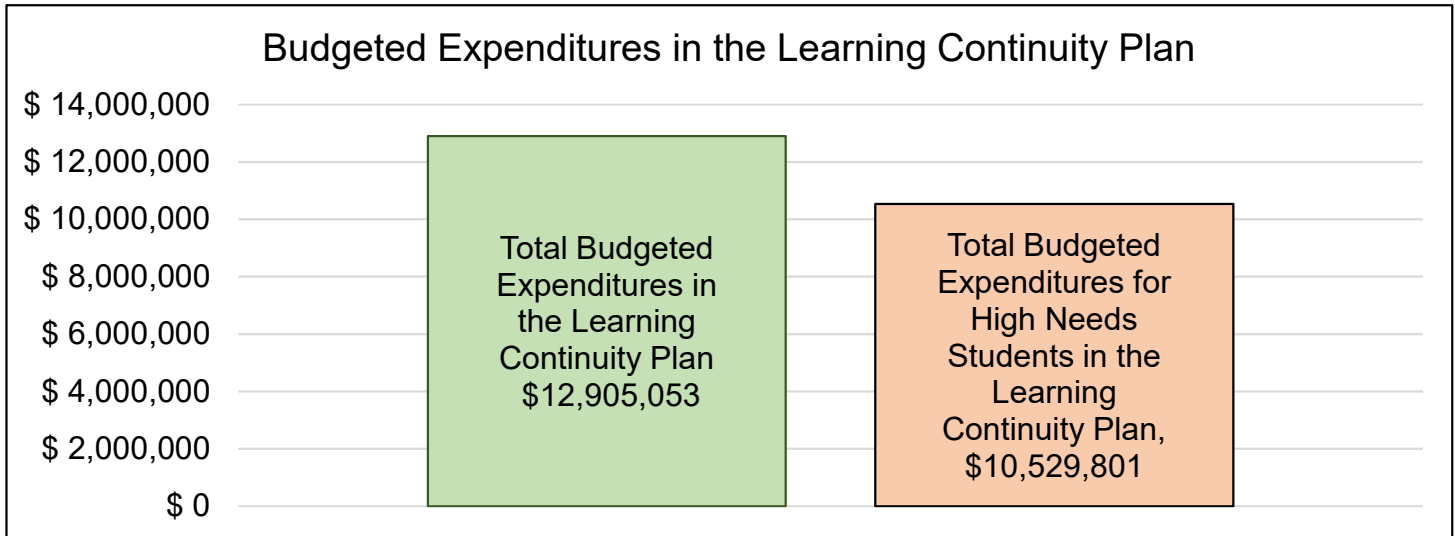 Budgeted Expenditures in the Learning Continuity Plan
$ 14,000,000
$ 12,000,000
$ 10,000,000
$ 8,000,000
$ 6,000,000
$ 4,000,000
$ 2,000,000
$ 0
Total Budgeted
Expenditures in
the Learning
Continuity Plan
$12,905,053
Total Budgeted
Expenditures for
High Needs
Students in the
Learning
Continuity Plan,
$10,529,801